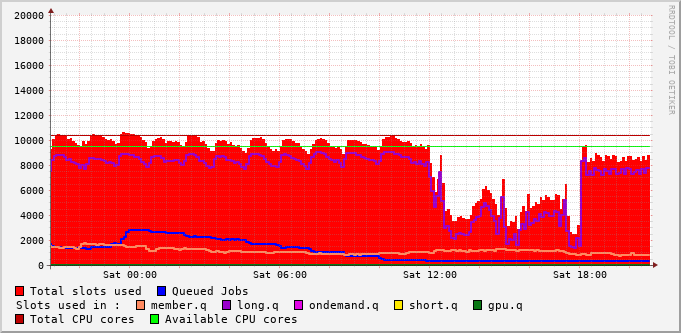 RRDTOOL / TOBI OETIKER
20000
18000
16000
14000
12000
10000
8000
6000
4000
2000
0
Sat 00:00 Sat 06:00 Sat 12:00 Sat 18:00
Total slots used Queued Jobs
Slots used in : member.q long.q ondemand.q short.q gpu.q
Total CPU cores Available CPU cores